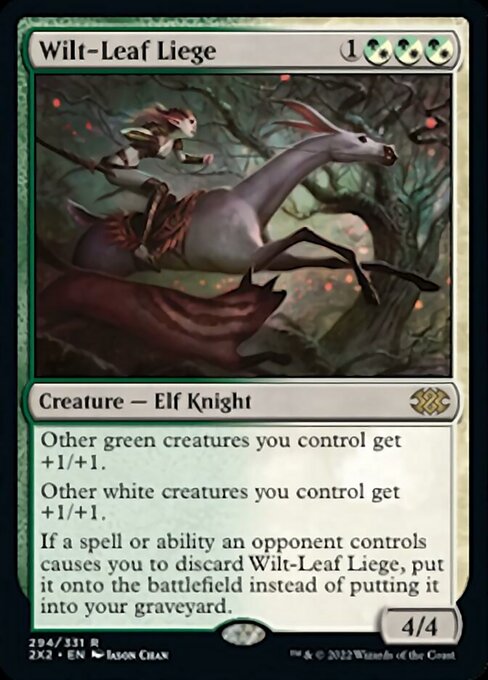 Wilt-Leaf Liege 1
Creature — Elf Knight
Other green creatures you control get
+1/+1.
Other white creatures you control get
+1/+1.
If a spell or ability an opponent controls
causes you to discard Wilt-Leaf Liege, put
it onto the battlefield instead of putting it
into your graveyard.
4/4
294/331 R
2X2 • EN Jason Chan
™ & © 2022 Wizards of the Coast